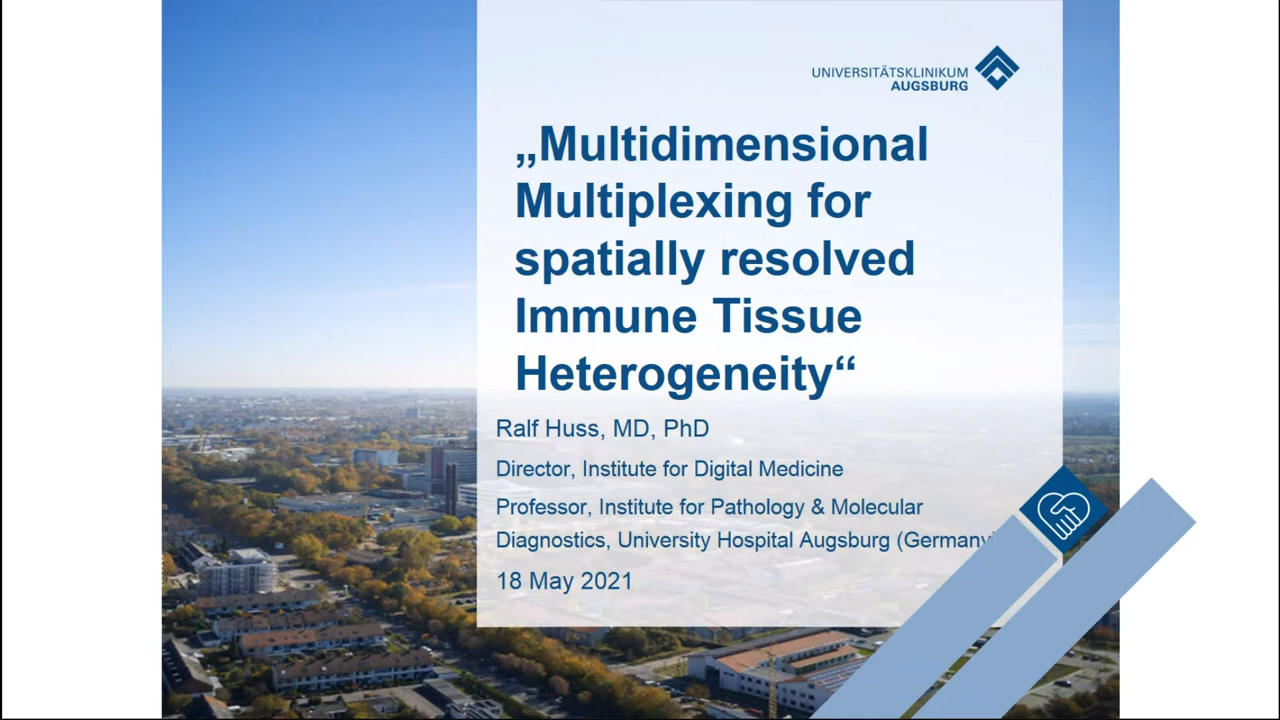 UNIVERSITÄTSKLINIKUM
AUGSBURG
„Multidimensional
Multiplexing for
spatially resolved
Immune Tissue
Heterogeneity“
Ralf Huss, MD, PhD
Director, Institute for Digital Medicine
Professor, Institute for Pathology & Molecular
Diagnostics, University Hospital Augsburg (Germany)
18 May 2021